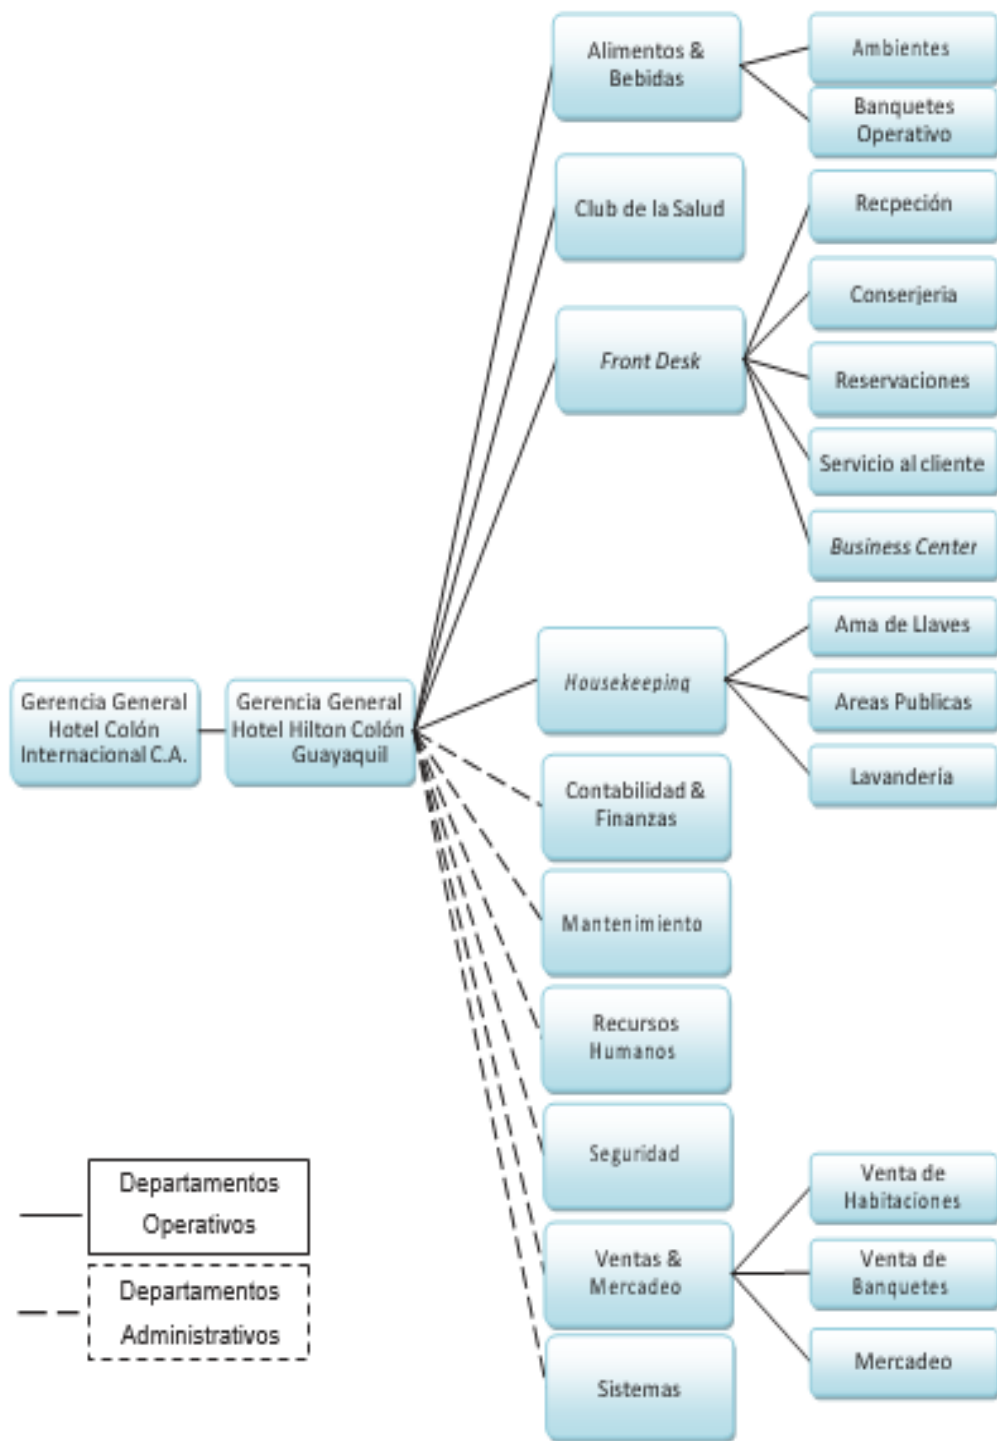 Alimentos &
Bebidas
Ambientes
Banquetes
Operativo
Club de la Salud
Front Desk
Recpeción
Conserjeria
Reservaciones
Servicio al cliente
Business Center
Gerencia General
Hotel Colón
Internacional C.A.
Gerencia General
Hotel Hilton Colón
Guayaquil
Housekeeping
Ama de Llaves
Areas Publicas
Lavandería
Contabilidad &
Finanzas
Mantenimiento
Recursos
Humanos
Seguridad
Ventas &
Mercadeo
Venta de
Habitaciones
Venta de
Banquetes
Mercadeo
Sistemas
Departamentos
Operativos
Departamentos
Administrativos